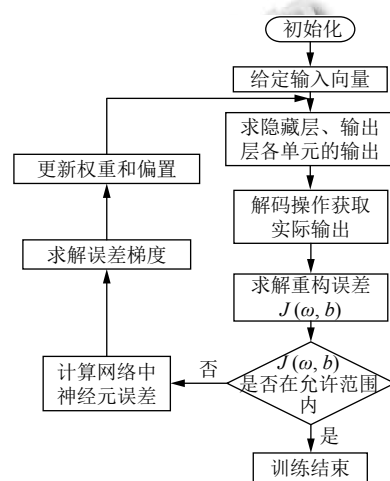 初始化
给定输入向量
求隐藏层、输出
层各单元的输出
解码操作获取
实际输出
求解重构误差
J (ω, b)
J (ω, b)
是否在允许范围
内
是
训练结束
否
计算网络中
神经元误差
求解误差梯度
更新权重和偏置